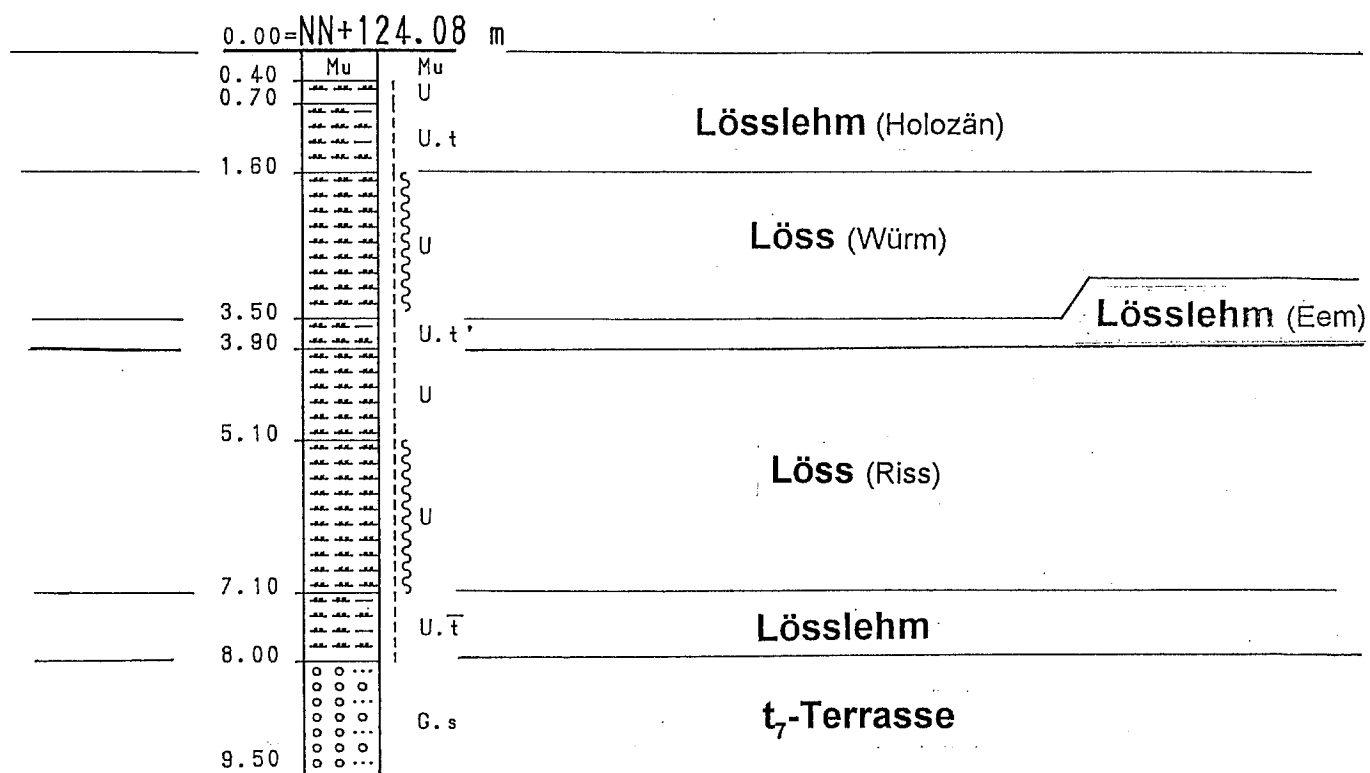 0.00=NN+124.08 m
Mu Mu
0.40
U
0.70
U.t
Lösslehm (Holozän)
1.60
Löss (Würm)
U
3.50
Lösslehm (Eem)
U.t'
3.90
U
5.10
Löss (Riss)
U
7.10
U.t̅
Lösslehm
8.00
G.s
t₇-Terrasse
9.50